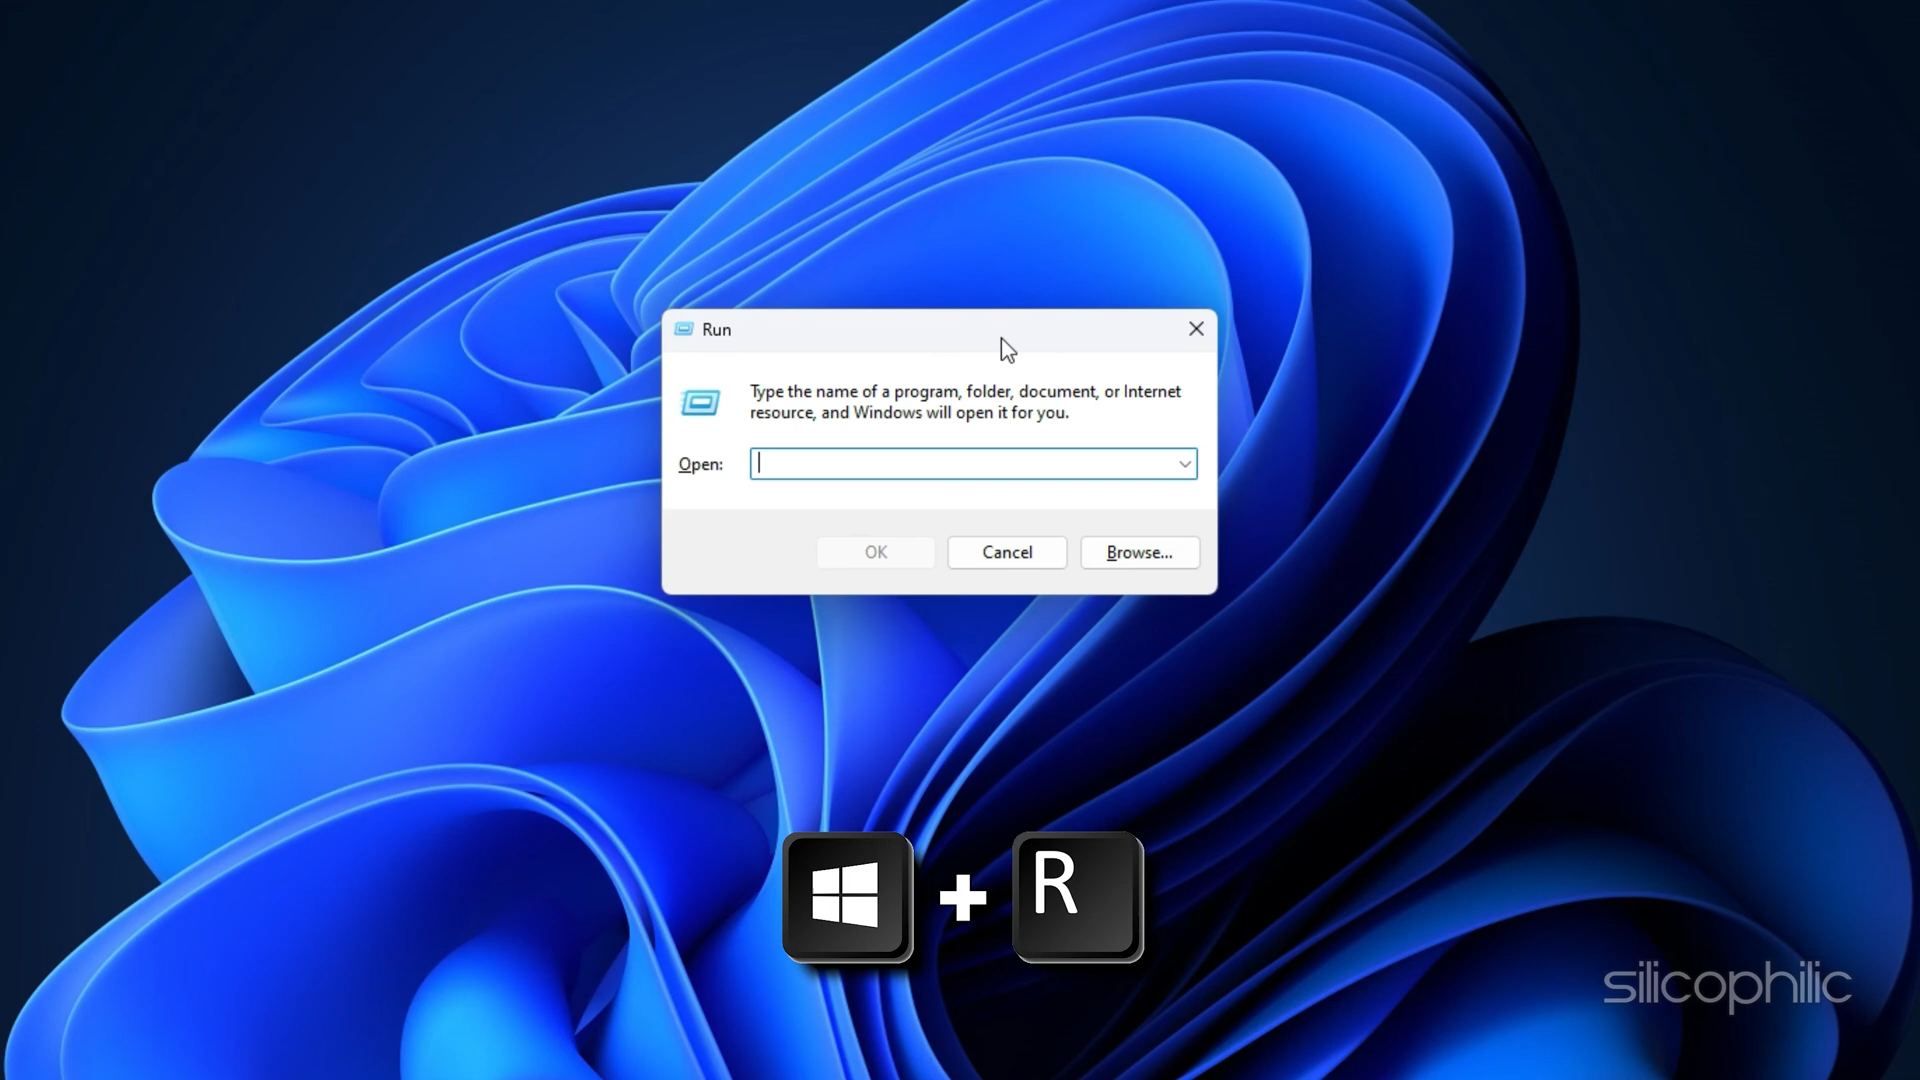 Run
Type the name of a program, folder, document, or Internet
resource, and Windows will open it for you.
Open:
OK
Cancel
Browse...
+
R
silicophilic